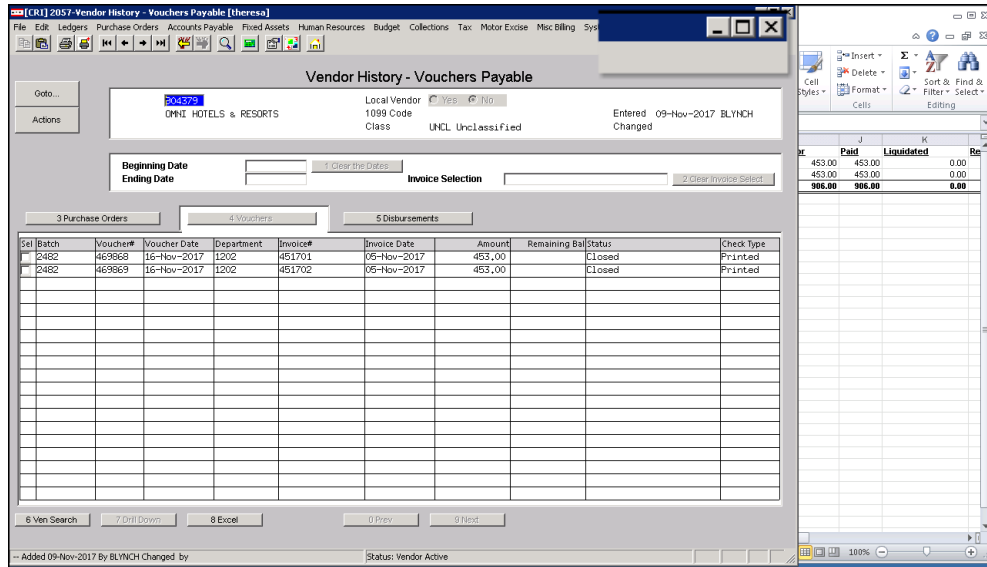 [CRI] 2057-Vendor History - Vouchers Payable [theresa]
File Edit Ledgers Purchase Orders Accounts Payable Fixed Assets Human Resources Budget Collections Tax Motor Excise Misc Billing Sys
Vendor History - Vouchers Payable
Goto...
Actions
904379
OMNI HOTELS & RESORTS
Local Vendor Yes No
1099 Code
Class UNCL Unclassified
Entered 09-Nov-2017 BLYNCH
Changed
Beginning Date 1 Clear the Dates
Ending Date Invoice Selection 2 Clear Invoice Select
3 Purchase Orders 4 Vouchers 5 Disbursements
Sel Batch Voucher# Voucher Date Department Invoice# Invoice Date Amount Remaining Bal Status Check Type
2482 469868 16-Nov-2017 1202 451701 05-Nov-2017 453.00 Closed Printed
2482 469869 16-Nov-2017 1202 451702 05-Nov-2017 453.00 Closed Printed
6 Ven Search 7 Drill Down 8 Excel 0 Prev 9 Next
-- Added 09-Nov-2017 By BLYNCH Changed by Status: Vendor Active
Cell Styles
Insert
Delete
Format
Cells
Sort & Filter
Find & Select
Editing
J K
or Paid Liquidated Re
453.00 453.00 0.00
453.00 453.00 0.00
906.00 906.00 0.00
100%